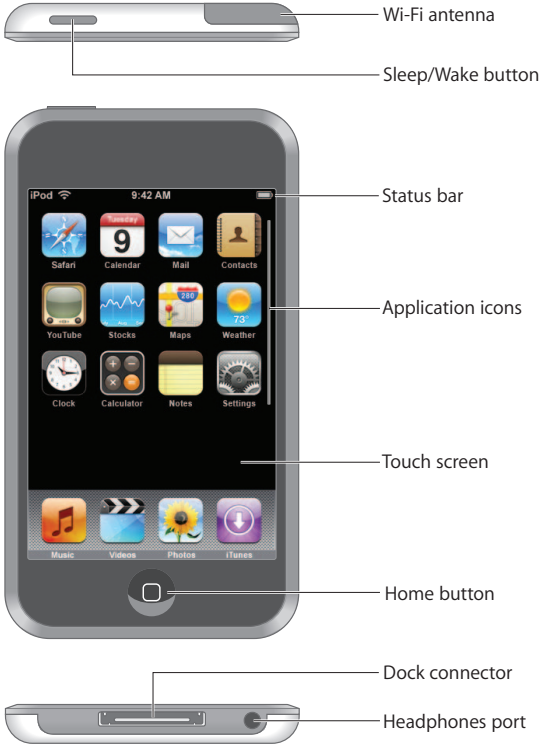 Wi-Fi antenna
Sleep/Wake button
iPod 9:42 AM
Status bar
Tuesday
9
Safari Calendar Mail Contacts
280
Application icons
73°
YouTube Stocks Maps Weather
Clock Calculator Notes Settings
Touch screen
Music Videos Photos iTunes
Home button
Dock connector
Headphones port